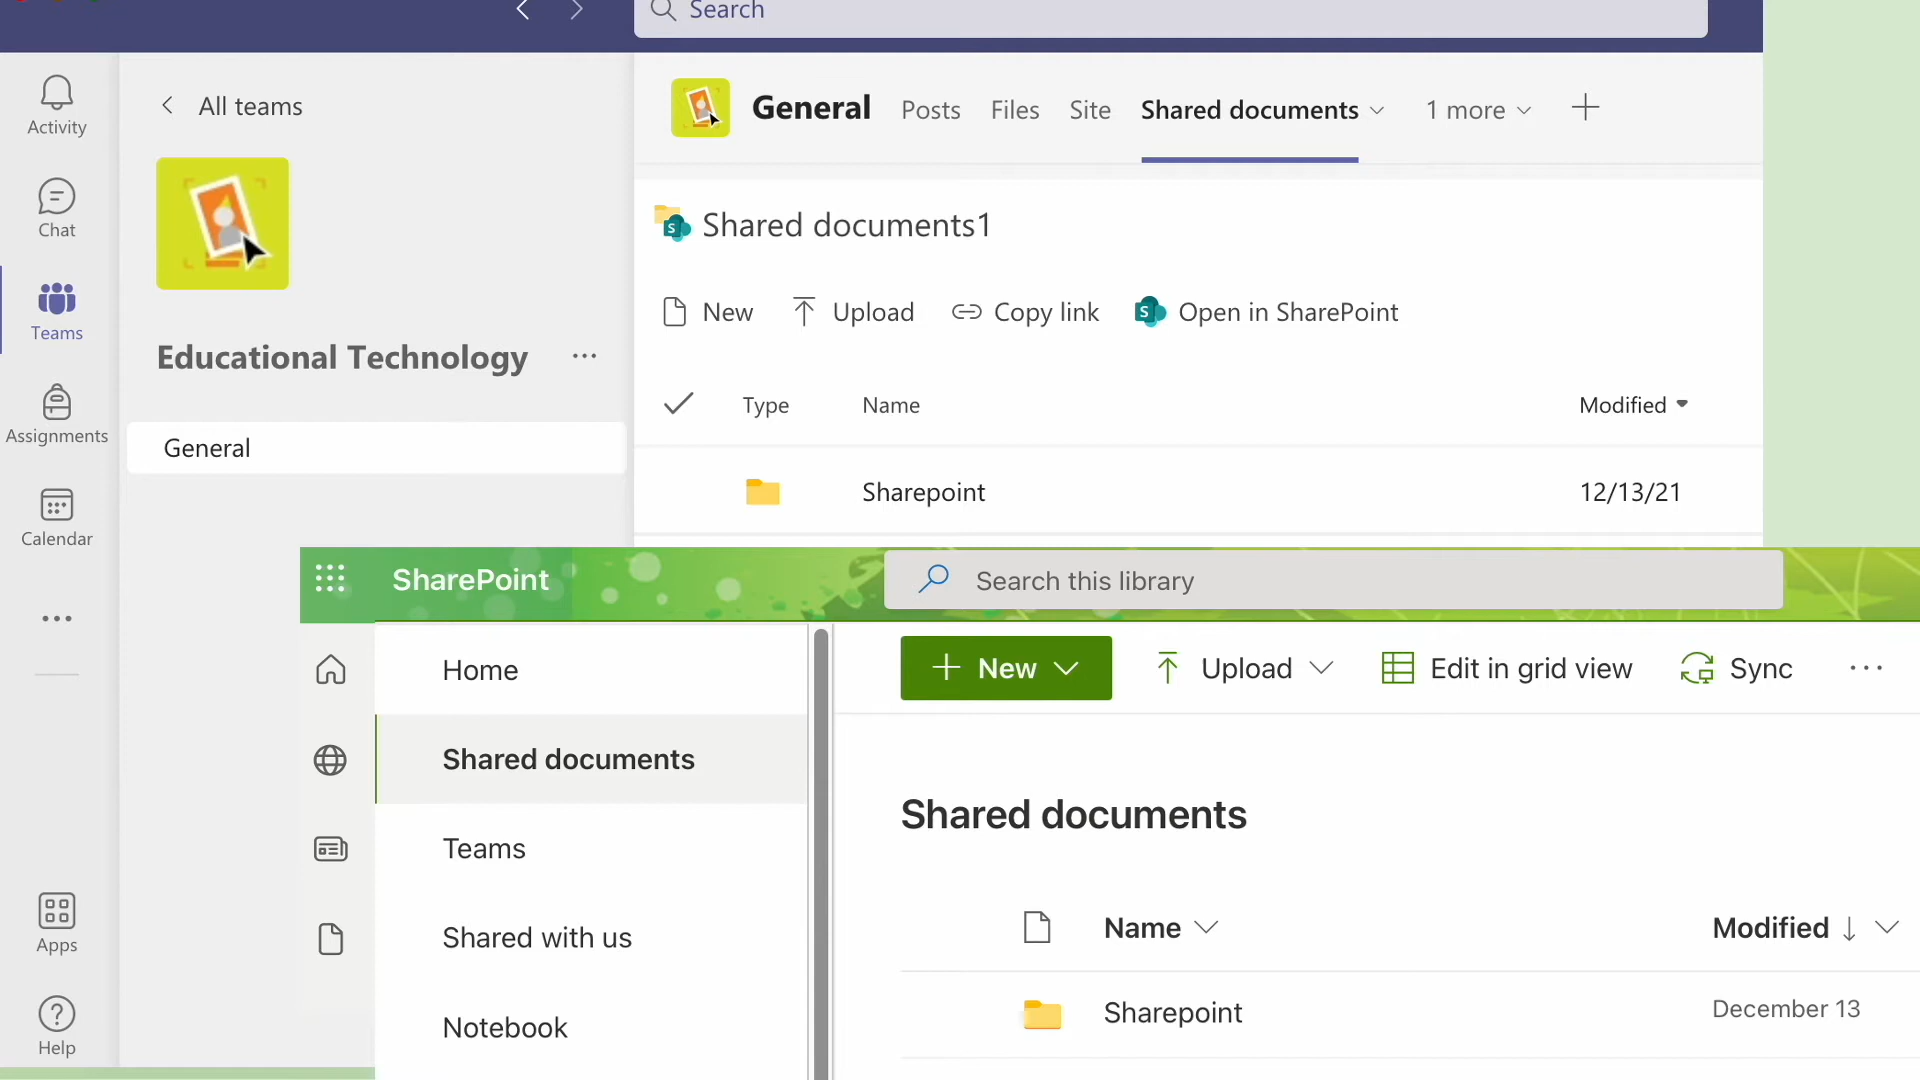 Search
All teams
General Posts Files Site Shared documents 1 more
Activity
Chat
Shared documents1
New Upload Copy link S Open in SharePoint
Teams
Educational Technology
Type Name Modified
Assignments
General
Sharepoint 12/13/21
Calendar
SharePoint Search this library
Home
New Upload Edit in grid view Sync
Shared documents
Shared documents
Teams
Apps
Name Modified
Shared with us
Sharepoint December 13
Notebook
Help